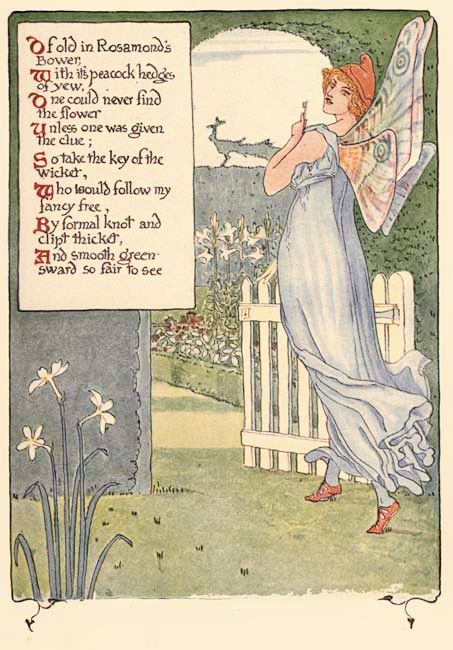 Of old in Rosamond's
Bower,
With its peacock hedges
of yew,
One could never find
the flower
Unless one was given
the clue;
So take the key of the
wicket,
Who would follow my
fancy free,
By formal knot and
clipt thicket,
And smooth green-
sward so fair to see